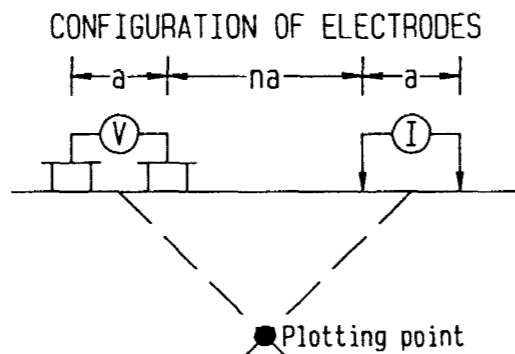 CONFIGURATION OF ELECTRODES
a na a
V I
Plotting point